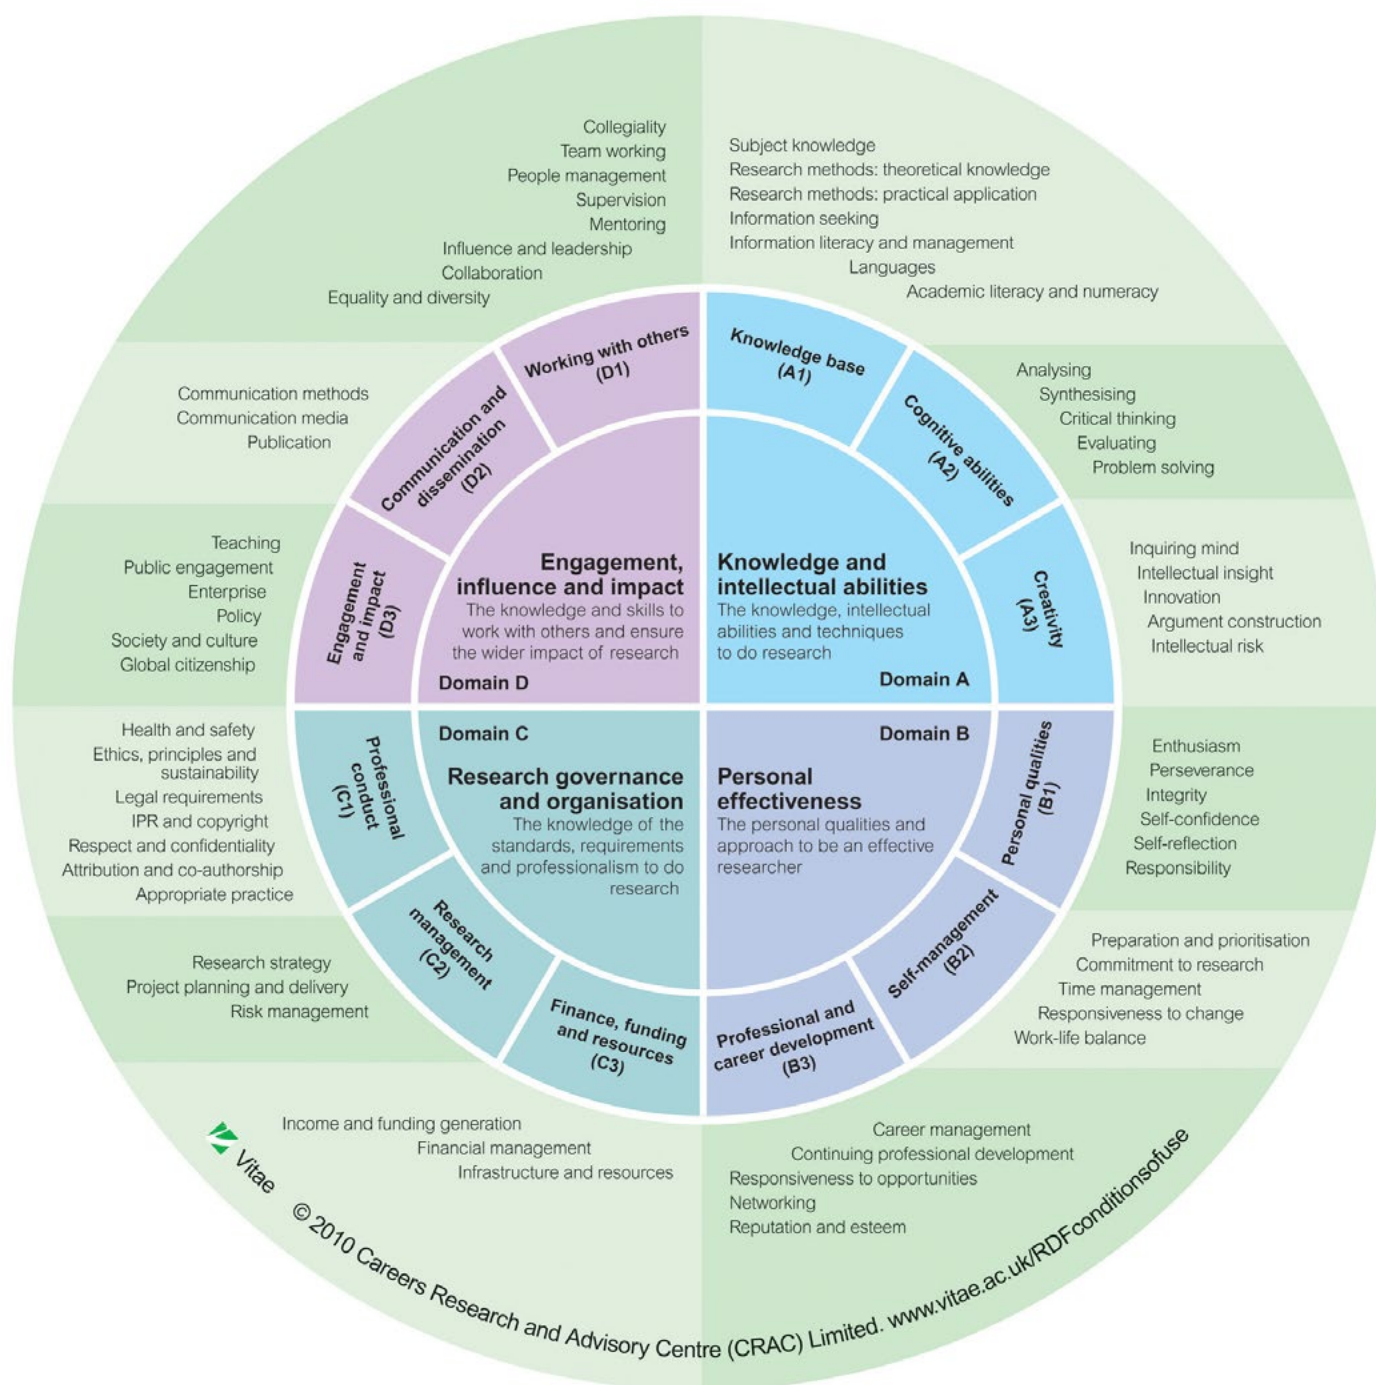 Collegiality
Team working
People management
Supervision
Mentoring
Influence and leadership
Collaboration
Equality and diversity
Subject knowledge
Research methods: theoretical knowledge
Research methods: practical application
Information seeking
Information literacy and management
Languages
Academic literacy and numeracy
Working with others
(D1)
Knowledge base
(A1)
Communication methods
Communication media
Publication
Communication and
dissemination
(D2)
Cognitive abilities
(A2)
Analysing
Synthesising
Critical thinking
Evaluating
Problem solving
Teaching
Public engagement
Enterprise
Policy
Society and culture
Global citizenship
Engagement
and impact
(D3)
Engagement,
influence and impact
The knowledge and skills to
work with others and ensure
the wider impact of research
Domain D
Knowledge and
intellectual abilities
The knowledge, intellectual
abilities and techniques
to do research
Domain A
Creativity
(A3)
Inquiring mind
Intellectual insight
Innovation
Argument construction
Intellectual risk
Health and safety
Ethics, principles and
sustainability
Legal requirements
IPR and copyright
Respect and confidentiality
Attribution and co-authorship
Appropriate practice
Professional
conduct
(C1)
Domain C
Research governance
and organisation
The knowledge of the
standards, requirements
and professionalism to do
research
Domain B
Personal
effectiveness
The personal qualities and
approach to be an effective
researcher
Personal qualities
(B1)
Enthusiasm
Perseverance
Integrity
Self-confidence
Self-reflection
Responsibility
Research strategy
Project planning and delivery
Risk management
Research
management
(C2)
Finance, funding
and resources
(C3)
Professional and
career development
(B3)
Self-management
(B2)
Preparation and prioritisation
Commitment to research
Time management
Responsiveness to change
Work-life balance
Income and funding generation
Financial management
Infrastructure and resources
Career management
Continuing professional development
Responsiveness to opportunities
Networking
Reputation and esteem
Vitae © 2010 Careers Research and Advisory Centre (CRAC) Limited. www.vitae.ac.uk/RDFconditionsofuse